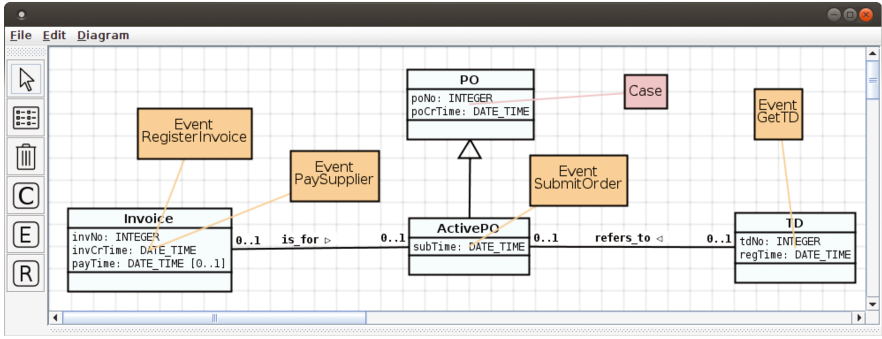 File Edit Diagram
PO
poNo: INTEGER
poCrTime: DATE_TIME
Case
Event
GetTD
Event
RegisterInvoice
Event
PaySupplier
Event
SubmitOrder
C
E
R
Invoice
invNo: INTEGER
invCrTime: DATE_TIME
payTime: DATE_TIME [0..1]
0..1 is_for ▷ 0..1
ActivePO
subTime: DATE_TIME
0..1 refers_to ◁ 0..1
TD
tdNo: INTEGER
regTime: DATE_TIME